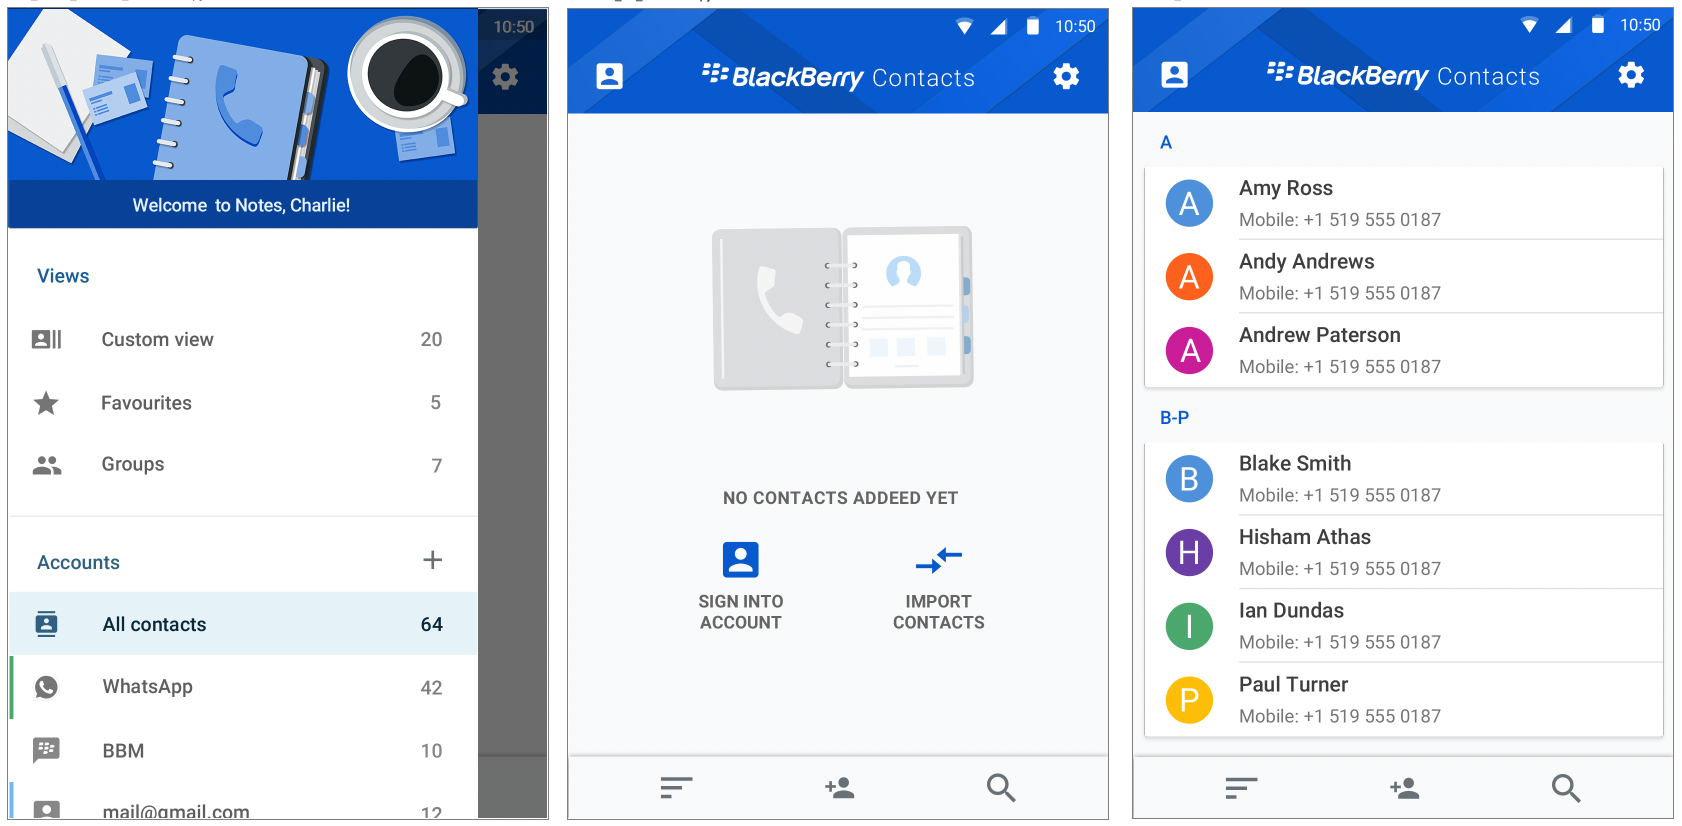 10:50
Welcome to Notes, Charlie!
Views
Custom view 20
Favourites 5
Groups 7
Accounts +
All contacts 64
WhatsApp 42
BBM 10
mail@gmail.com 12
10:50
BlackBerry Contacts
NO CONTACTS ADDEED YET
SIGN INTO
ACCOUNT
IMPORT
CONTACTS
10:50
BlackBerry Contacts
A
A
Amy Ross
Mobile: +1 519 555 0187
A
Andy Andrews
Mobile: +1 519 555 0187
A
Andrew Paterson
Mobile: +1 519 555 0187
B-P
B
Blake Smith
Mobile: +1 519 555 0187
H
Hisham Athas
Mobile: +1 519 555 0187
I
Ian Dundas
Mobile: +1 519 555 0187
P
Paul Turner
Mobile: +1 519 555 0187